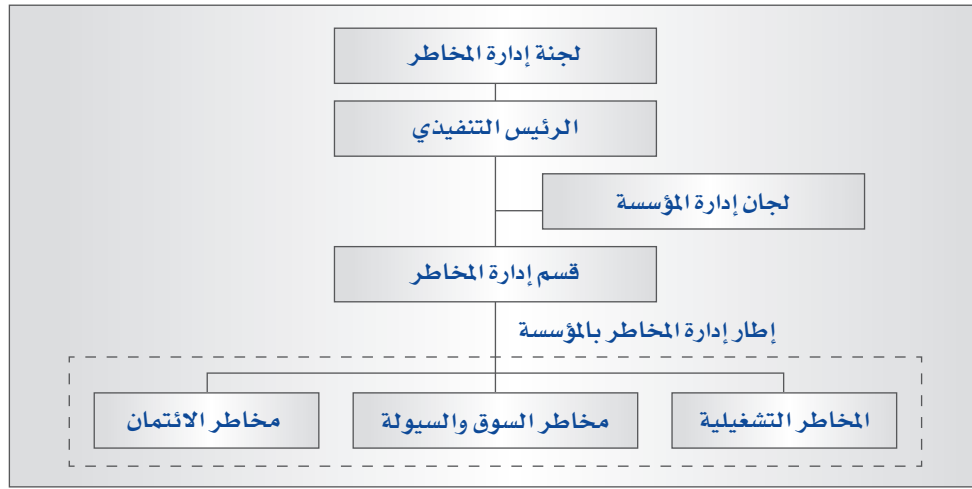 لجنة إدارة المخاطر
الرئيس التنفيذي
لجان إدارة المؤسسة
قسم إدارة المخاطر
إطار إدارة المخاطر بالمؤسسة
المخاطر التشغيلية
مخاطر السوق والسيولة
مخاطر الائتمان